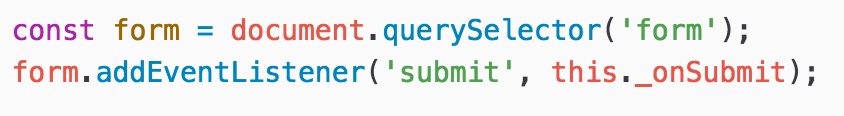 const form = document.querySelector('form');
form.addEventListener('submit', this._onSubmit);